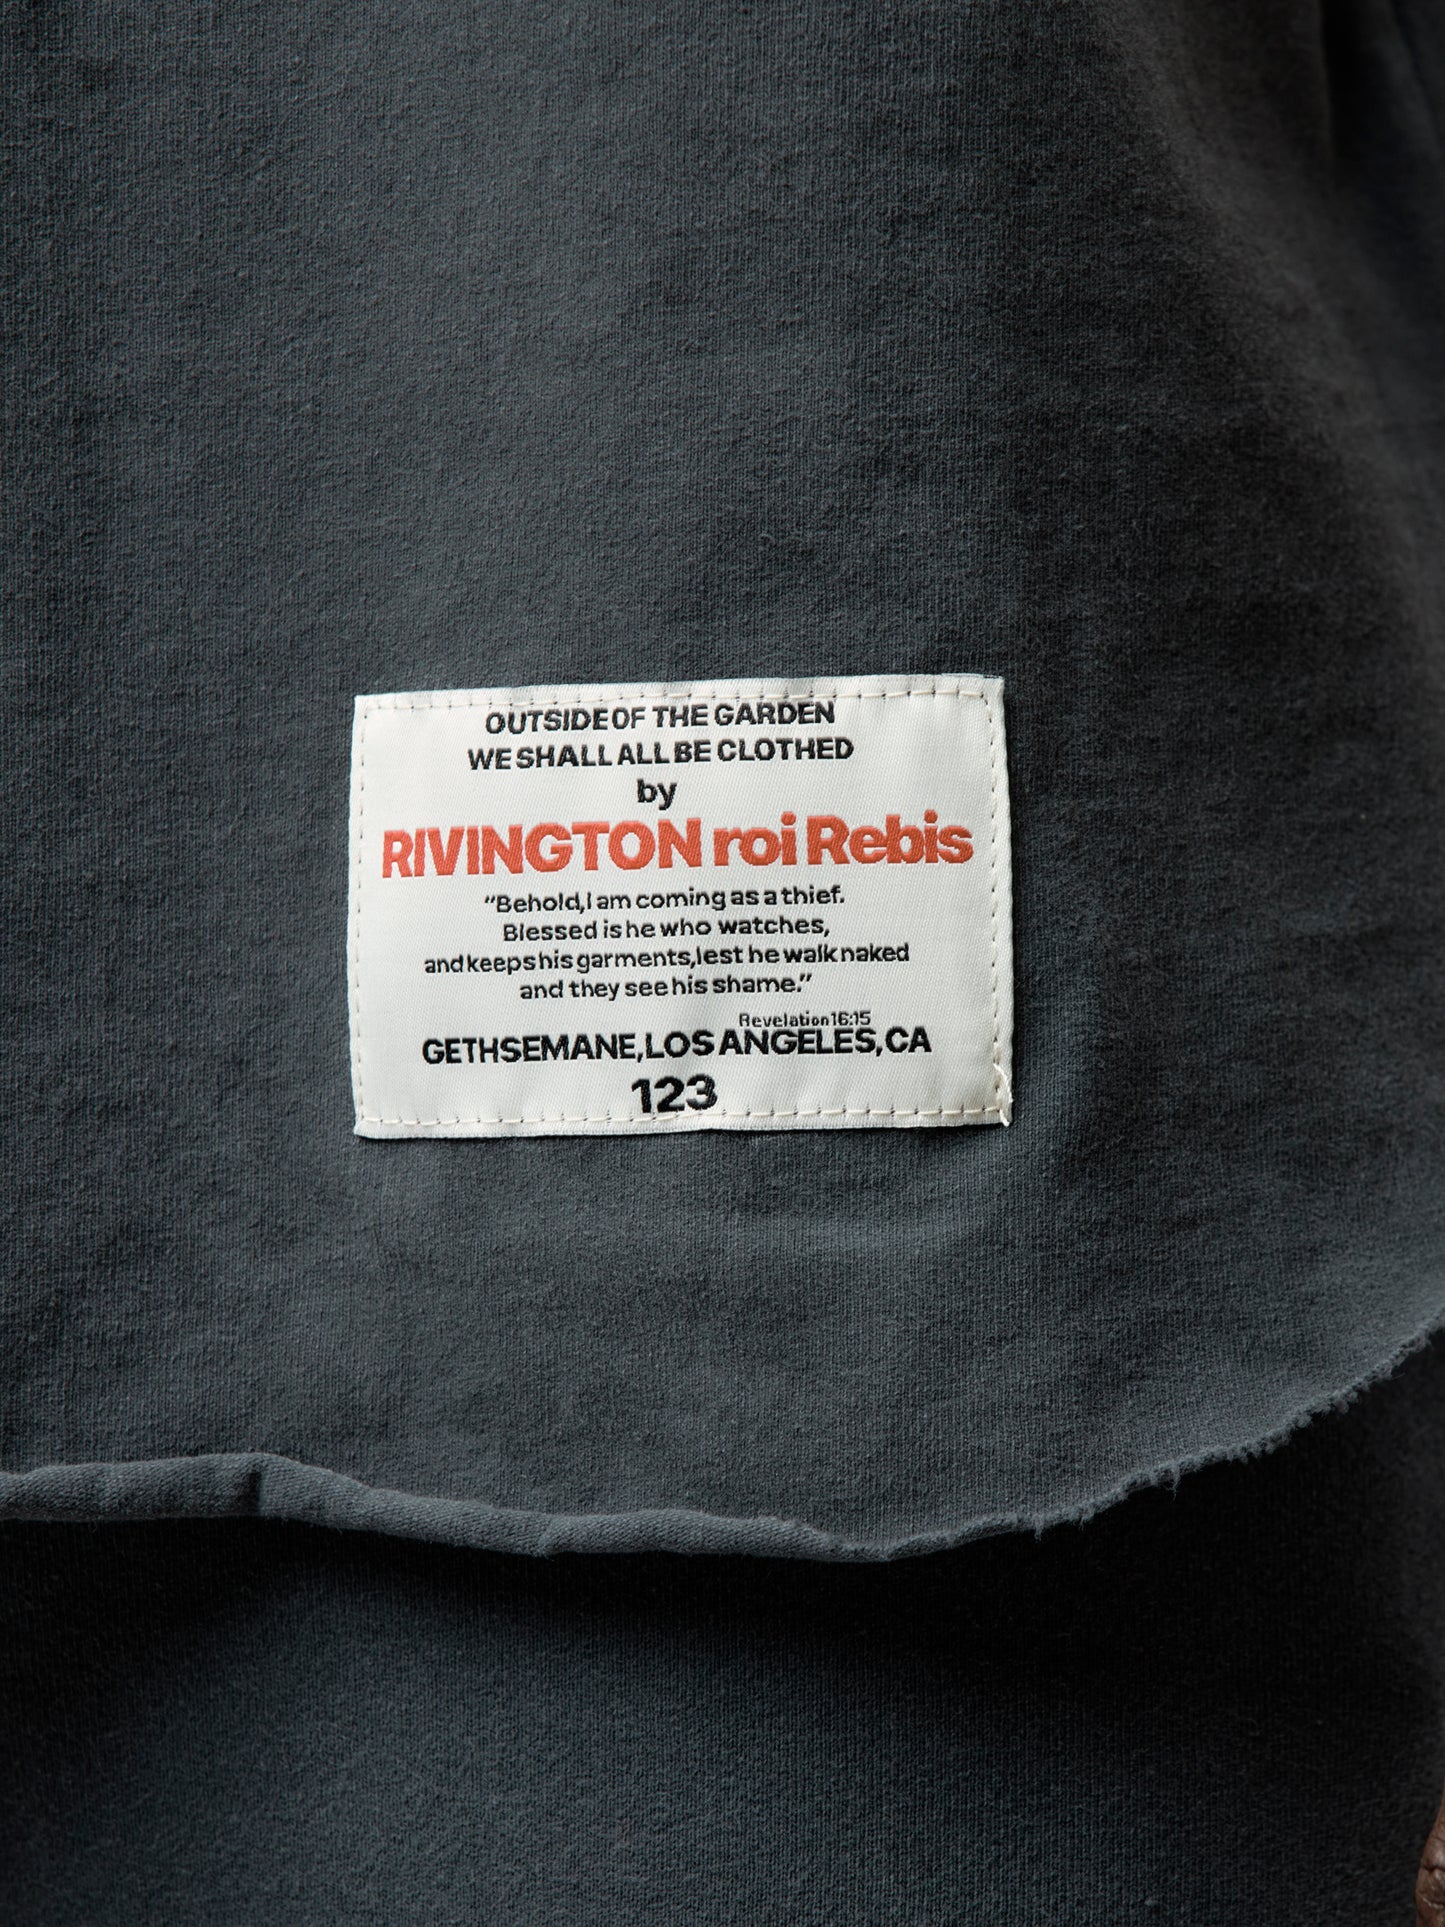 OUTSIDE OF THE GARDEN
WE SHALL ALL BE CLOTHED
by
RIVINGTON roi Rebis
“Behold, I am coming as a thief.
Blessed is he who watches,
and keeps his garments, lest he walk naked
and they see his shame.”
Revelation 16:15
GETHSEMANE, LOS ANGELES, CA
123